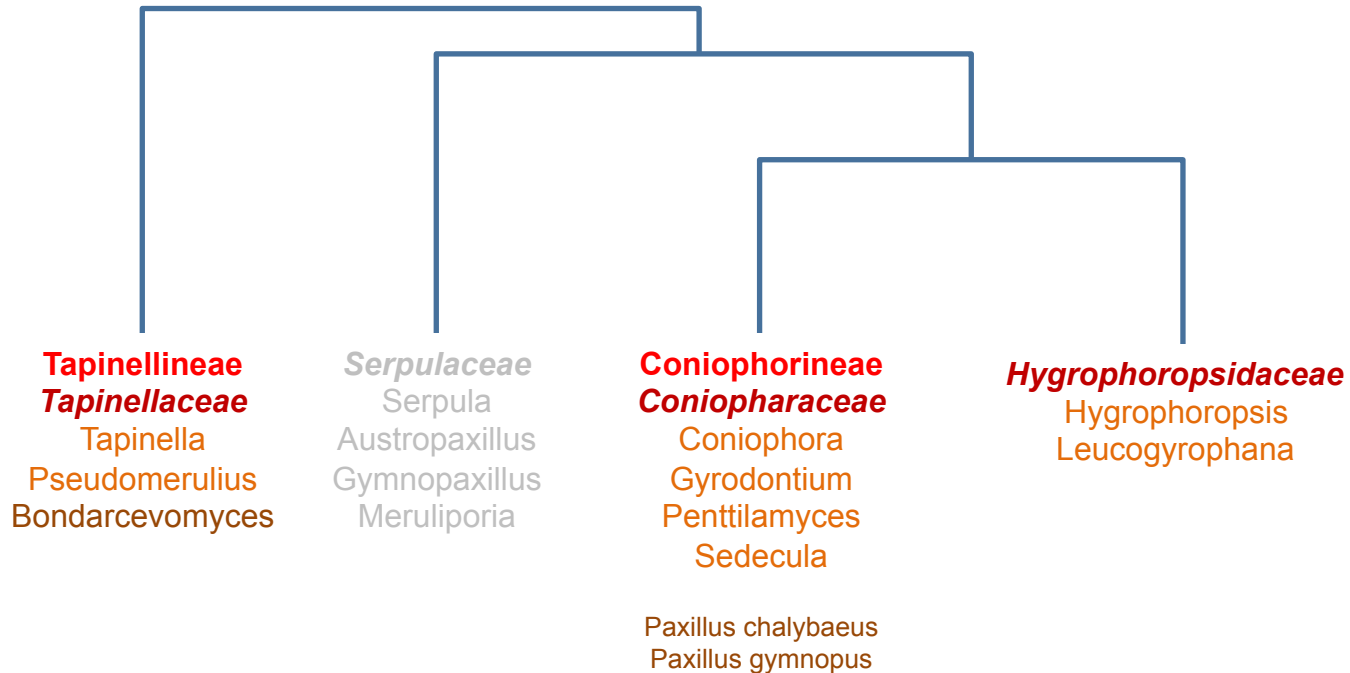 Tapinellineae
Tapinellaceae
Tapinella
Pseudomerulius
Bondarcevomyces
Serpulaceae
Serpula
Austropaxillus
Gymnopaxillus
Meruliporia
Coniophorineae
Coniopharaceae
Coniophora
Gyrodontium
Penttilamyces
Sedecula
Paxillus chalybaeus
Paxillus gymnopus
Hygrophoropsidaceae
Hygrophoropsis
Leucogyrophana